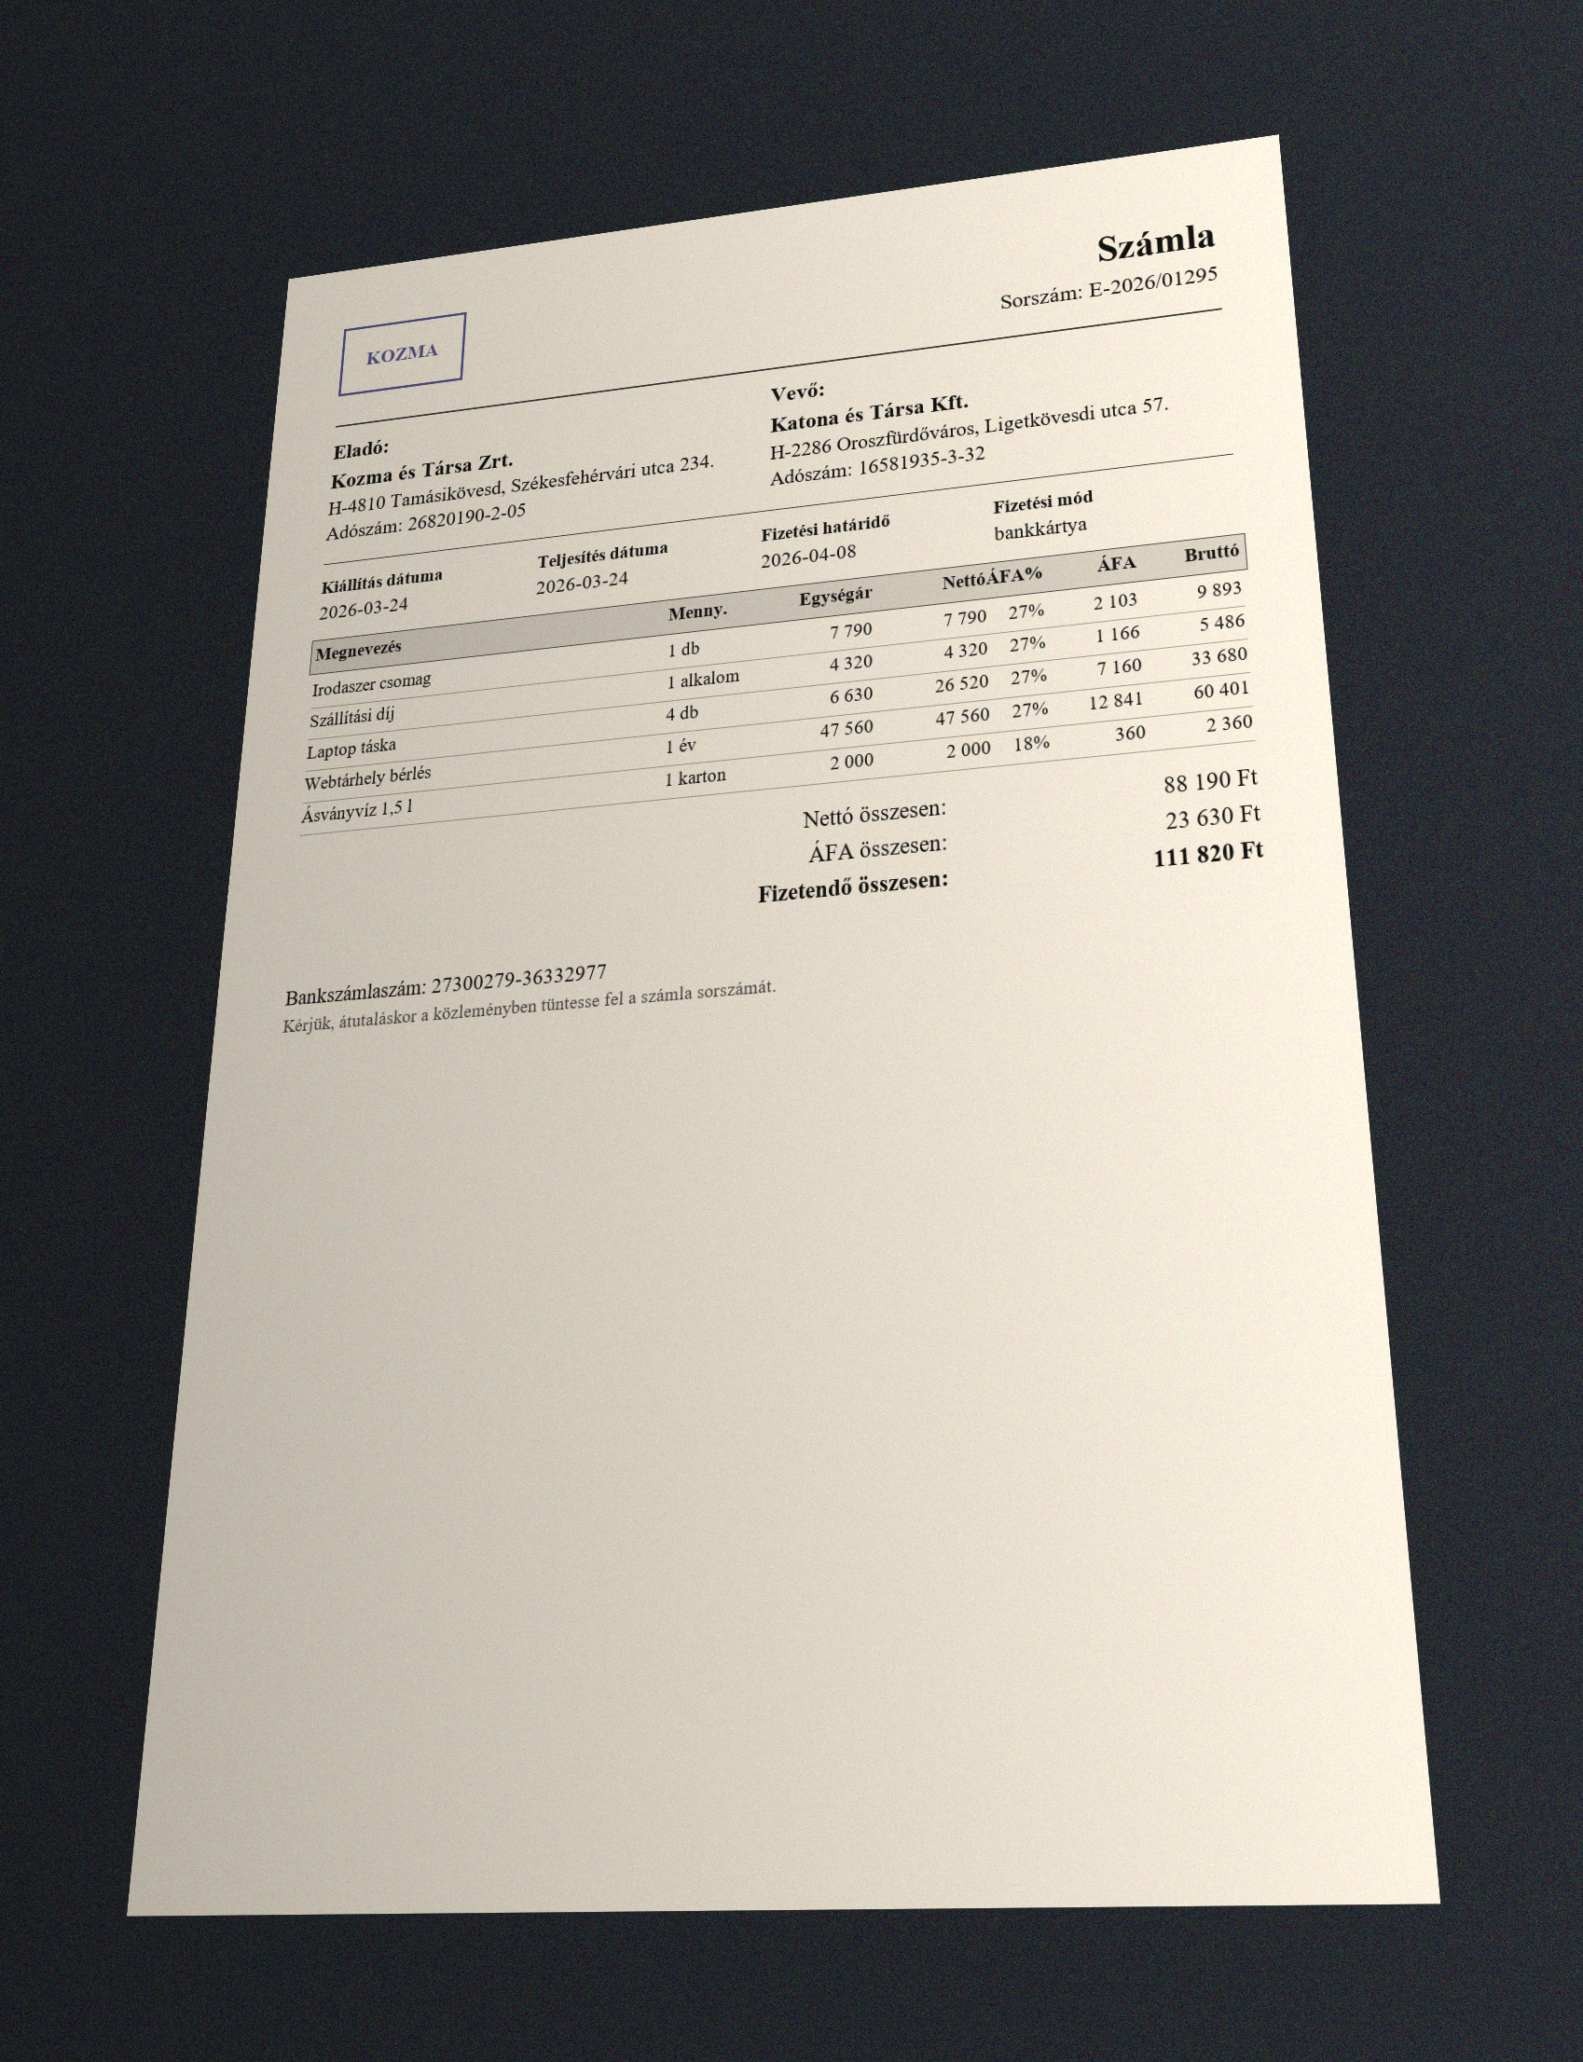 Számla
Sorszám: E-2026/01295
KOZMA
Eladó:
Kozma és Társa Zrt.
H-4810 Tamásikövesd, Székesfehérvári utca 234.
Adószám: 26820190-2-05
Vevő:
Katona és Társa Kft.
H-2286 Oroszfürdőváros, Ligetkövesdi utca 57.
Adószám: 16581935-3-32
Kiállítás dátuma Teljesítés dátuma Fizetési határidő Fizetési mód
2026-03-24 2026-03-24 2026-04-08 bankkártya
Megnevezés Menny. Egységár Nettó ÁFA% ÁFA Bruttó
Irodaszer csomag 1 db 7 790 7 790 27% 2 103 9 893
Szállítási díj 1 alkalom 4 320 4 320 27% 1 166 5 486
Laptop táska 4 db 6 630 26 520 27% 7 160 33 680
Webtárhely bérlés 1 év 47 560 47 560 27% 12 841 60 401
Ásványvíz 1,5 l 1 karton 2 000 2 000 18% 360 2 360
Nettó összesen: 88 190 Ft
ÁFA összesen: 23 630 Ft
Fizetendő összesen: 111 820 Ft
Bankszámlaszám: 27300279-36332977
Kérjük, átutaláskor a közleményben tüntesse fel a számla sorszámát.